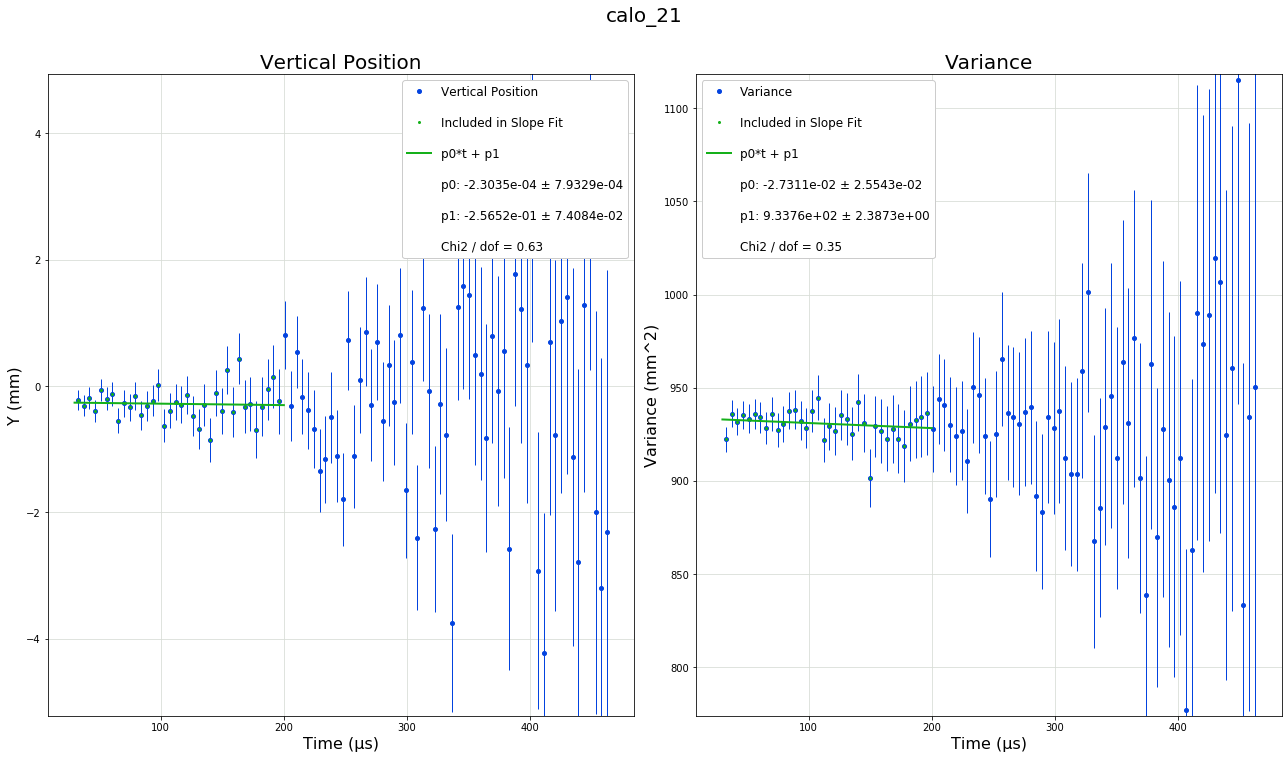 calo_21
Vertical Position
Vertical Position
Included in Slope Fit
p0*t + p1
p0: -2.3035e-04 ± 7.9329e-04
p1: -2.5652e-01 ± 7.4084e-02
Chi2 / dof = 0.63
4
2
0
−2
−4
Y (mm)
100 200 300 400
Time (μs)
Variance
Variance
Included in Slope Fit
p0*t + p1
p0: -2.7311e-02 ± 2.5543e-02
p1: 9.3376e+02 ± 2.3873e+00
Chi2 / dof = 0.35
1100
1050
1000
950
900
850
800
Variance (mm^2)
100 200 300 400
Time (μs)